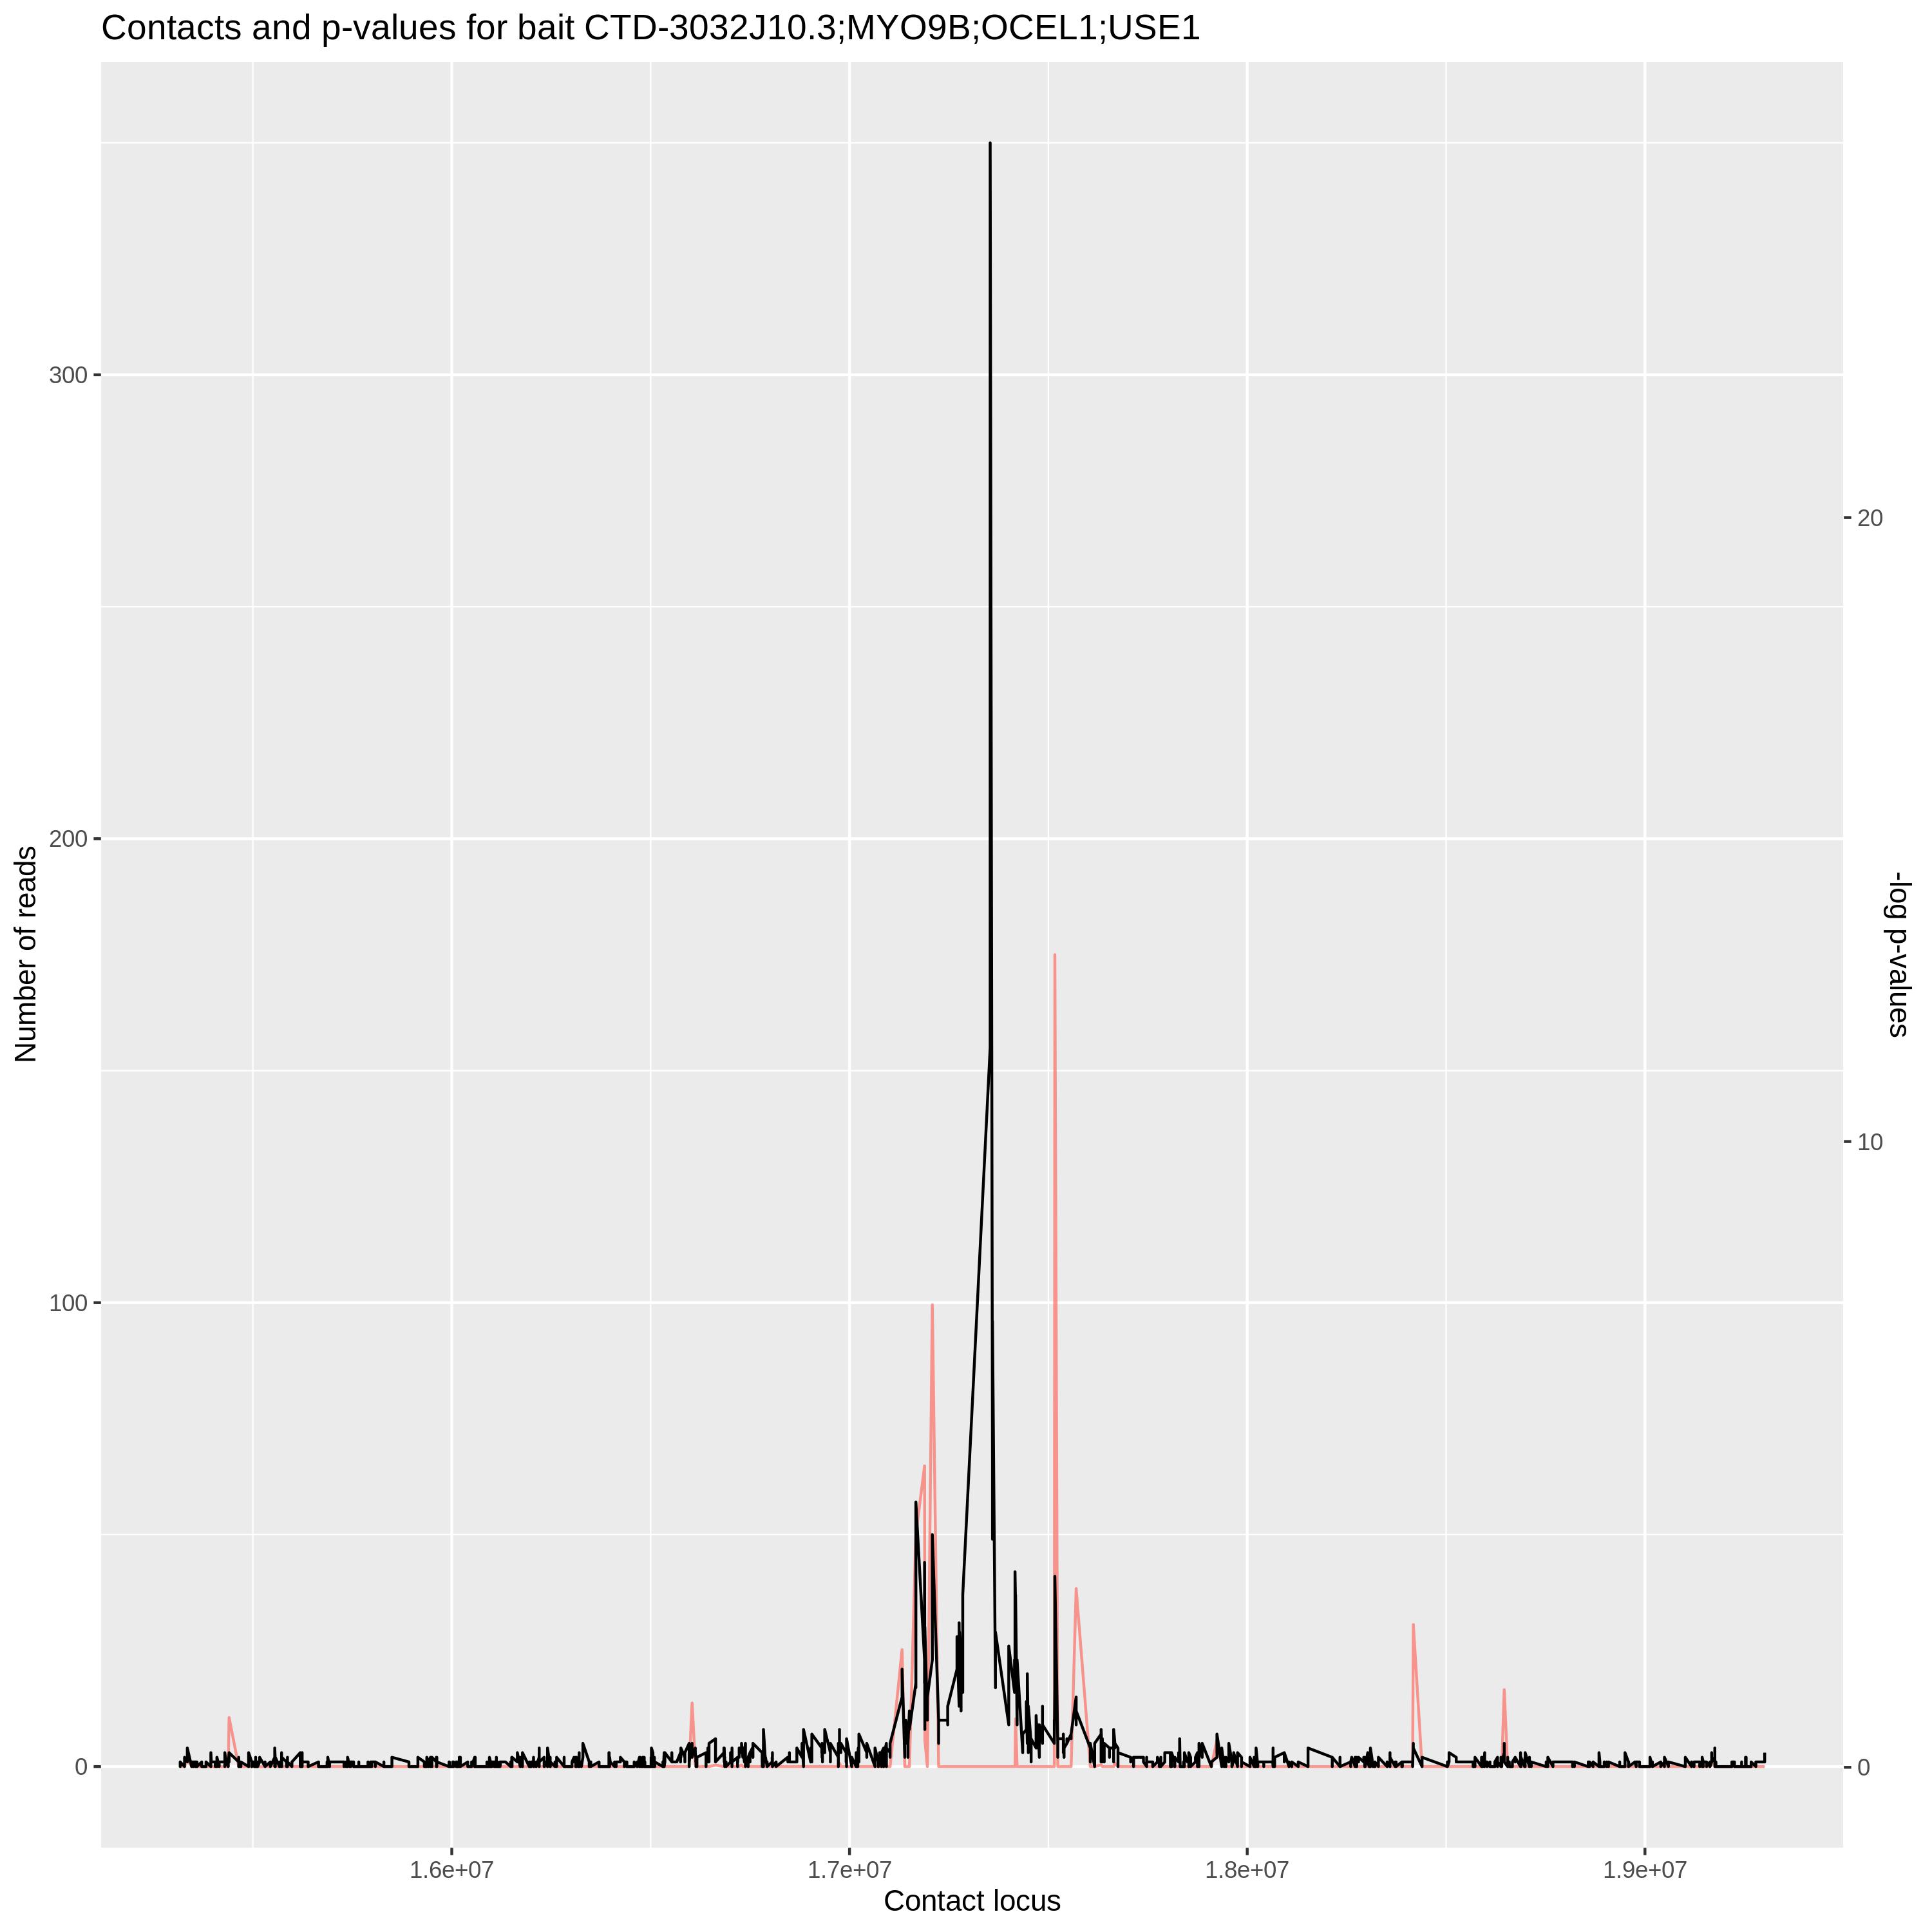 Contacts and p-values for bait CTD-3032J10.3;MYO9B;OCEL1;USE1
300
200
100
0
Number of reads
20
10
0
-log p-values
1.6e+07
1.7e+07
1.8e+07
1.9e+07
Contact locus